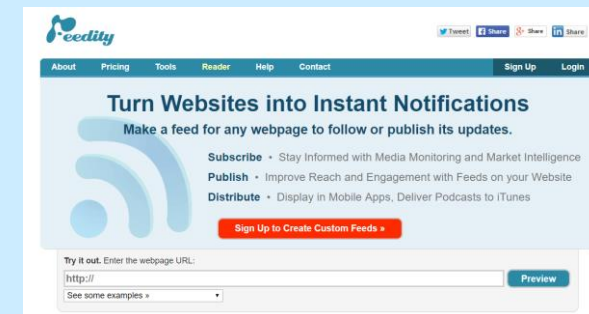 Feedity
Tweet Share Share Share
About Pricing Tools Reader Help Contact Sign Up Login
Turn Websites into Instant Notifications
Make a feed for any webpage to follow or publish its updates.
Subscribe • Stay Informed with Media Monitoring and Market Intelligence
Publish • Improve Reach and Engagement with Feeds on your Website
Distribute • Display in Mobile Apps, Deliver Podcasts to iTunes
Sign Up to Create Custom Feeds »
Try it out. Enter the webpage URL:
http:// Preview
See some examples »